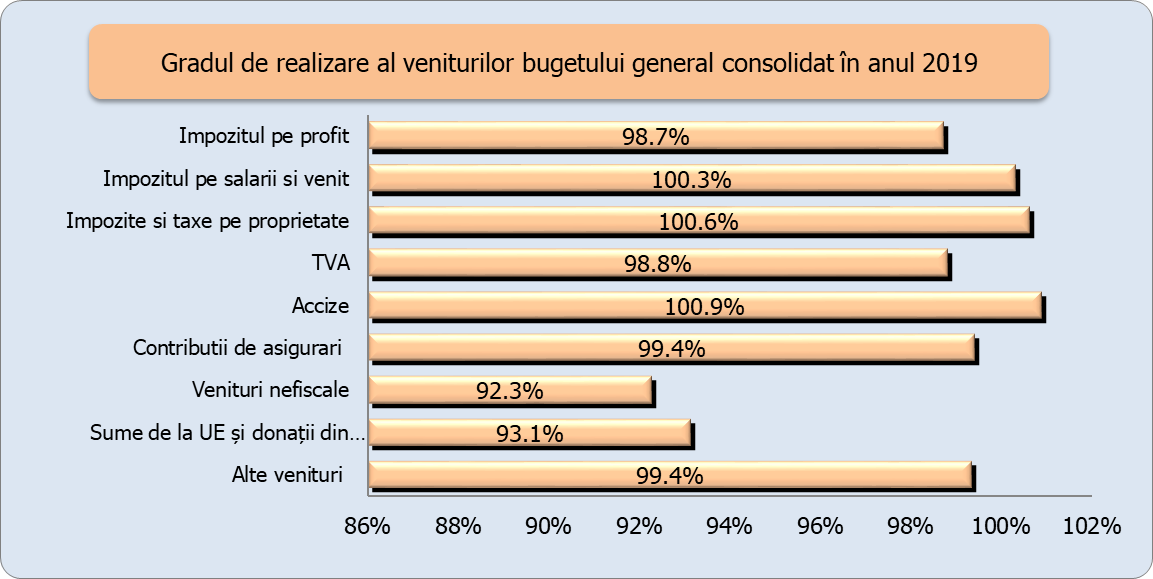 Gradul de realizare al veniturilor bugetului general consolidat în anul 2019
Impozitul pe profit 98.7%
Impozitul pe salarii si venit 100.3%
Impozite si taxe pe proprietate 100.6%
TVA 98.8%
Accize 100.9%
Contributii de asigurari 99.4%
Venituri nefiscale 92.3%
Sume de la UE și donații din... 93.1%
Alte venituri 99.4%
86% 88% 90% 92% 94% 96% 98% 100% 102%